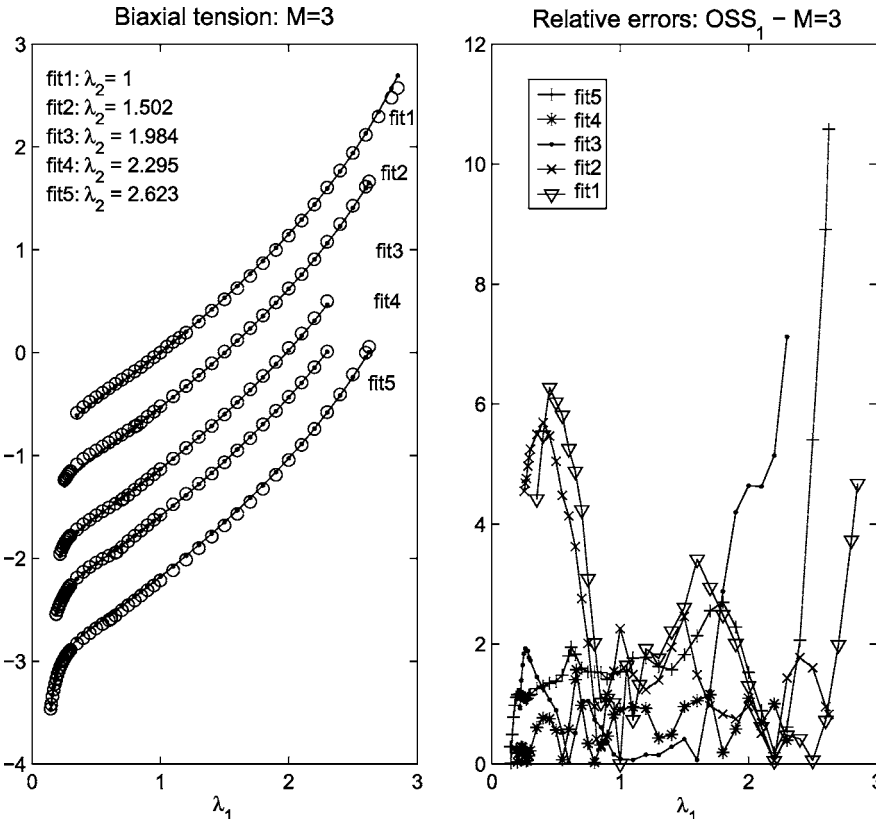 Biaxial tension: M=3
3
2
1
0
−1
−2
−3
−4
fit1: λ2= 1
fit2: λ2= 1.502
fit3: λ2 = 1.984
fit4: λ2 = 2.295
fit5: λ2 = 2.623
fit1
fit2
fit3
fit4
fit5
0 1 2 3
λ1
Relative errors: OSS1 − M=3
12
10
8
6
4
2
0
fit5
fit4
fit3
fit2
fit1
0 1 2 3
λ1